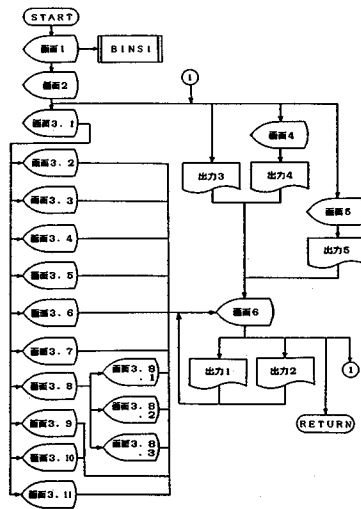 START
画面1
BINS1
画面2
1
画面3.1
画面4
画面3.2
出力3
出力4
画面3.3
画面5
画面3.4
出力5
画面3.5
画面3.6
画面6
画面3.7
画面3.8
画面3.8.1
出力1
出力2
1
画面3.9
画面3.8.2
RETURN
画面3.10
画面3.8.3
画面3.11